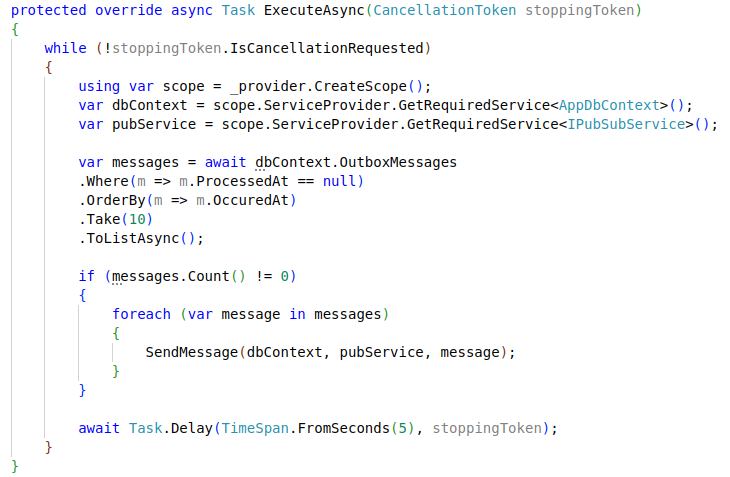 protected override async Task ExecuteAsync(CancellationToken stoppingToken)
{
    while (!stoppingToken.IsCancellationRequested)
    {
        using var scope = _provider.CreateScope();
        var dbContext = scope.ServiceProvider.GetRequiredService<AppDbContext>();
        var pubService = scope.ServiceProvider.GetRequiredService<IPubSubService>();

        var messages = await dbContext.OutboxMessages
        .Where(m => m.ProcessedAt == null)
        .OrderBy(m => m.OccuredAt)
        .Take(10)
        .ToListAsync();

        if (messages.Count() != 0)
        {
            foreach (var message in messages)
            {
                SendMessage(dbContext, pubService, message);
            }
        }

        await Task.Delay(TimeSpan.FromSeconds(5), stoppingToken);
    }
}